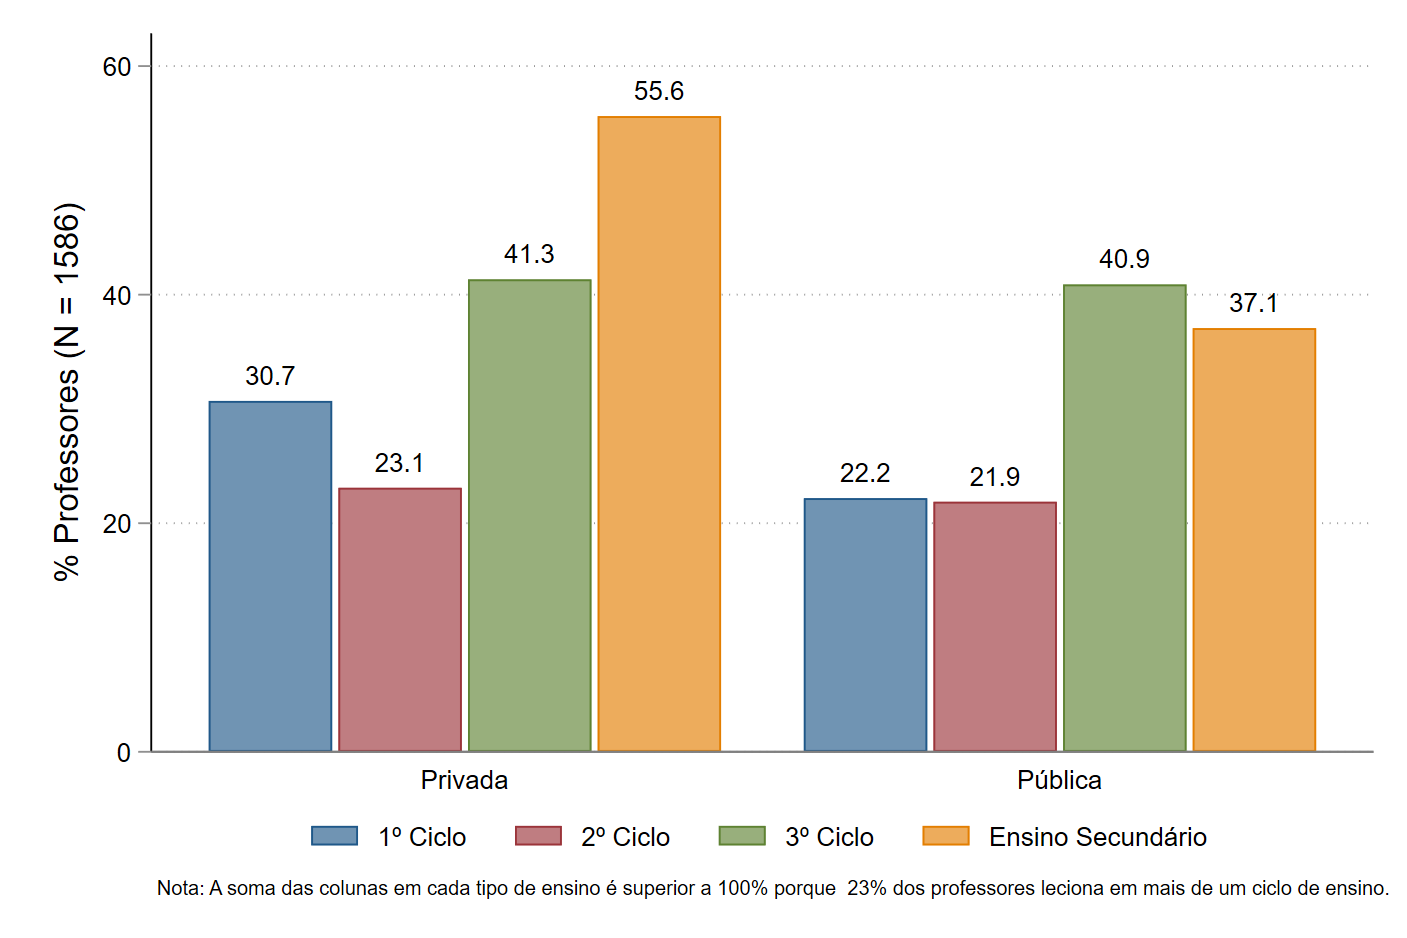 % Professores (N = 1586)
60
40
20
0
30.7
23.1
41.3
55.6
22.2
21.9
40.9
37.1
Privada
Pública
1º Ciclo
2º Ciclo
3º Ciclo
Ensino Secundário
Nota: A soma das colunas em cada tipo de ensino é superior a 100% porque  23% dos professores leciona em mais de um ciclo de ensino.